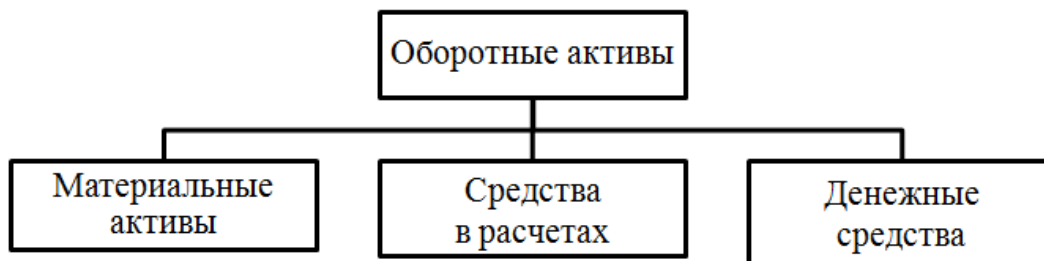 Оборотные активы
Материальные
активы
Средства
в расчетах
Денежные
средства